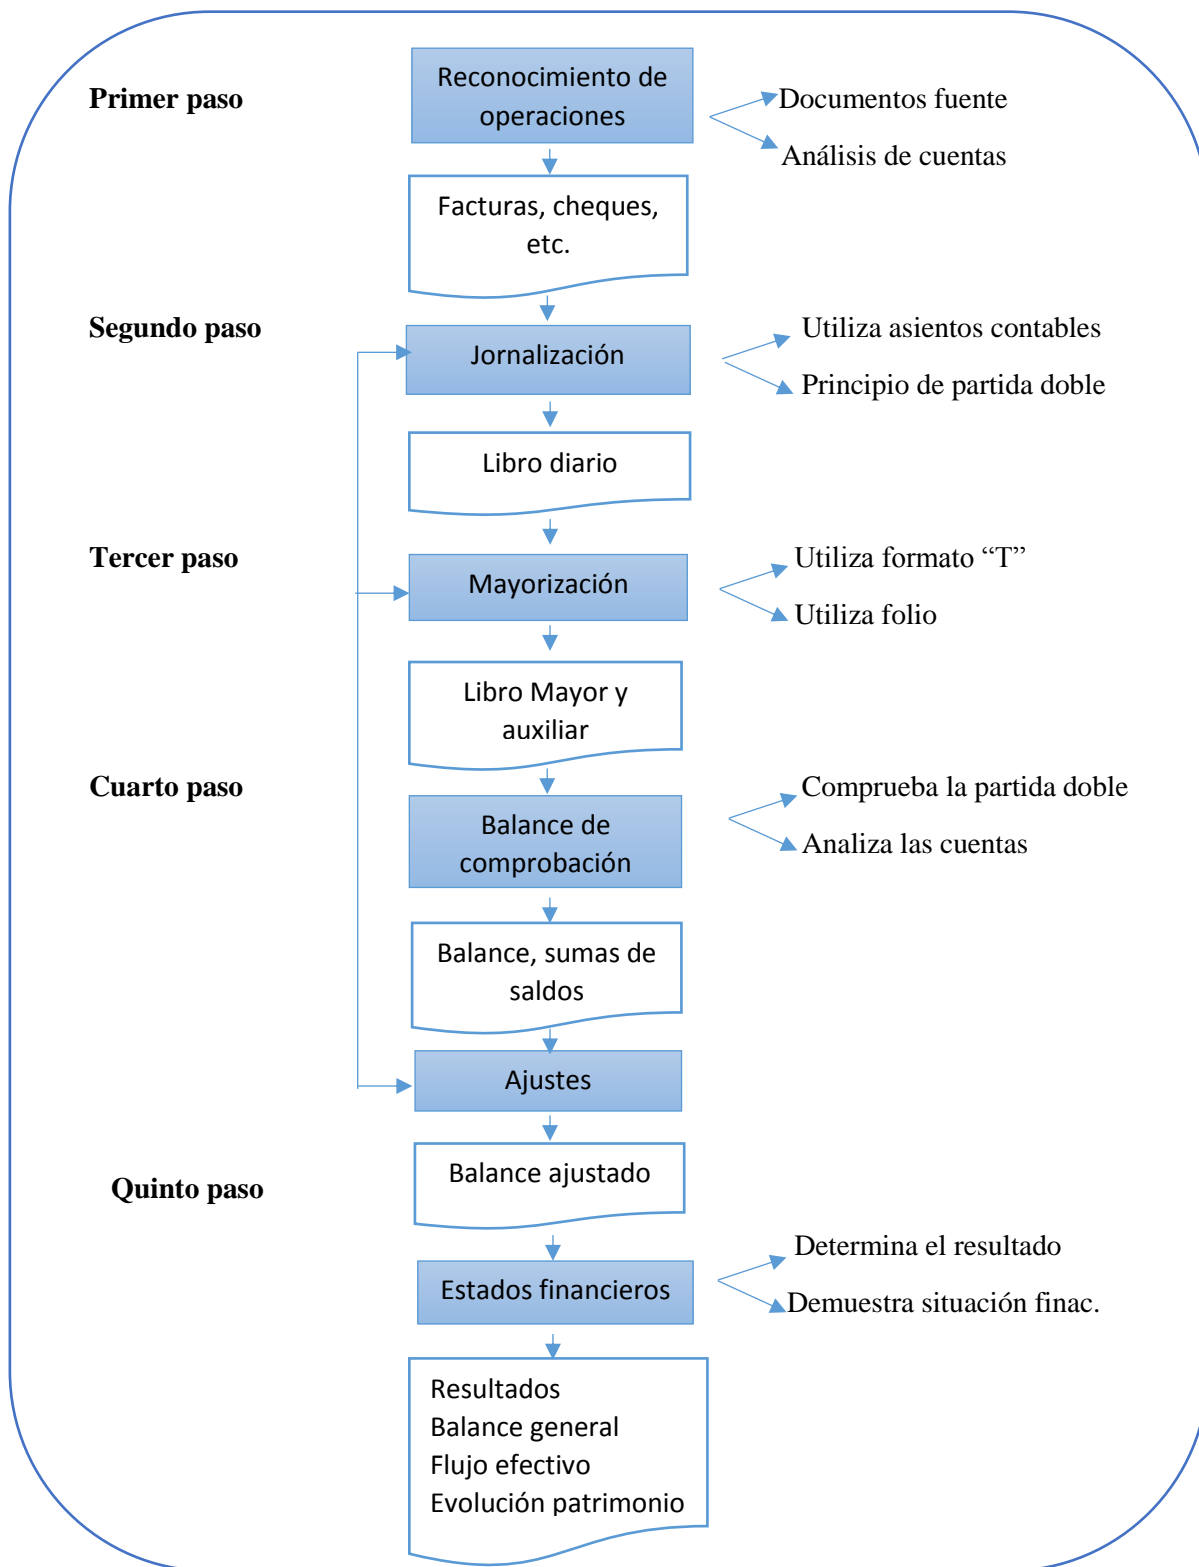 Primer paso
Reconocimiento de
operaciones
Documentos fuente
Análisis de cuentas
Facturas, cheques,
etc.
Segundo paso
Jornalización
Utiliza asientos contables
Principio de partida doble
Libro diario
Tercer paso
Mayorización
Utiliza formato “T”
Utiliza folio
Libro Mayor y
auxiliar
Cuarto paso
Balance de
comprobación
Comprueba la partida doble
Analiza las cuentas
Balance, sumas de
saldos
Ajustes
Balance ajustado
Quinto paso
Estados financieros
Determina el resultado
Demuestra situación finac.
Resultados
Balance general
Flujo efectivo
Evolución patrimonio